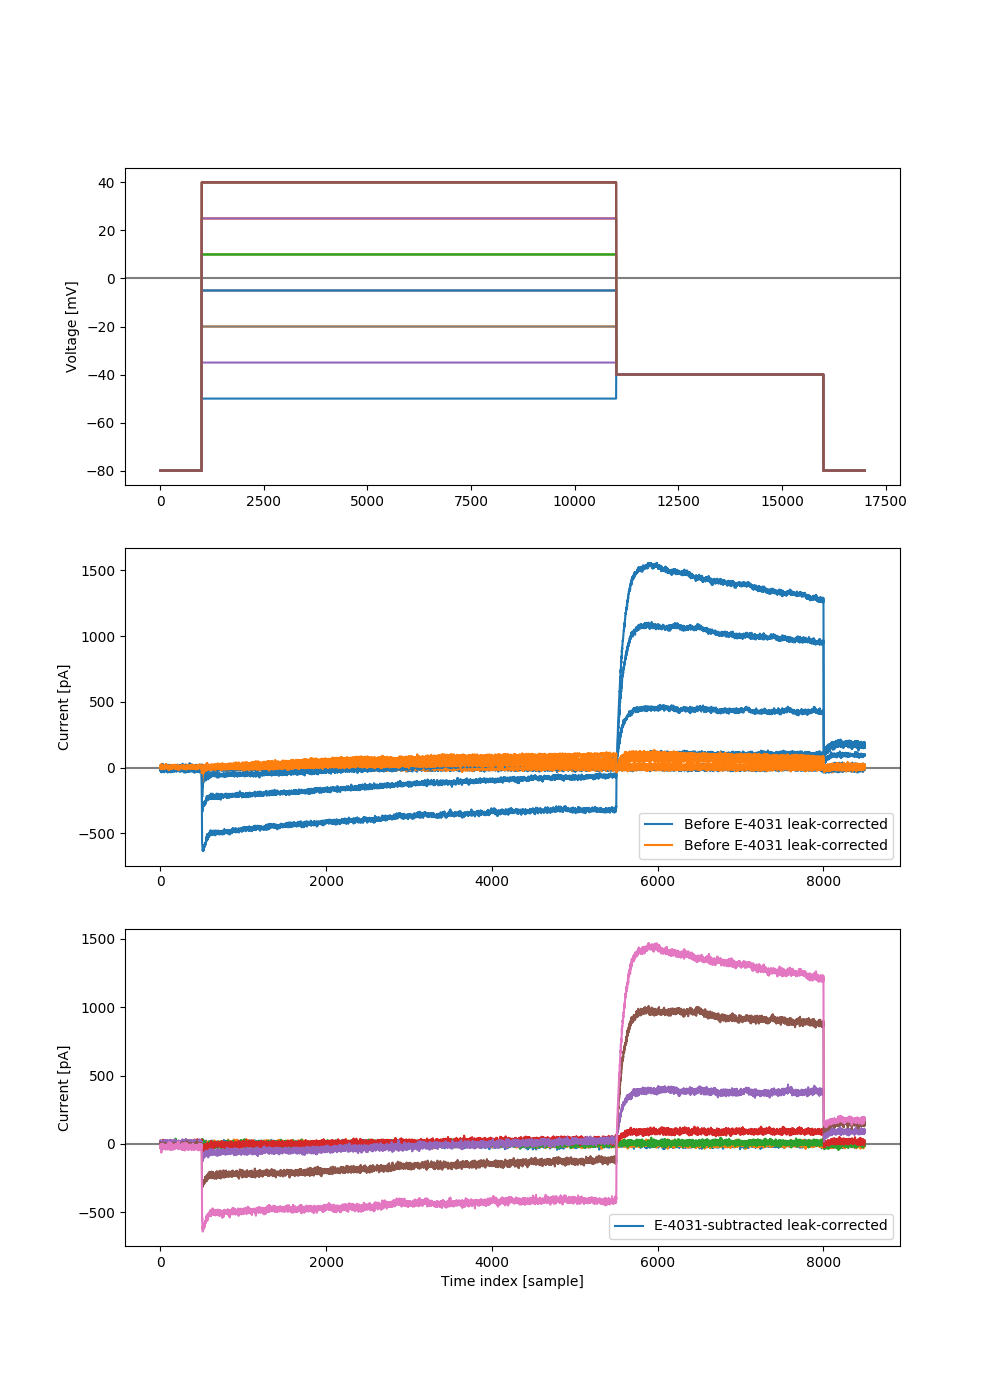 40
20
0
−20
−40
−60
−80
Voltage [mV]
0 2500 5000 7500 10000 12500 15000 17500
1500
1000
500
0
−500
Current [pA]
Before E-4031 leak-corrected
Before E-4031 leak-corrected
0 2000 4000 6000 8000
1500
1000
500
0
−500
Current [pA]
E-4031-subtracted leak-corrected
0 2000 4000 6000 8000
Time index [sample]